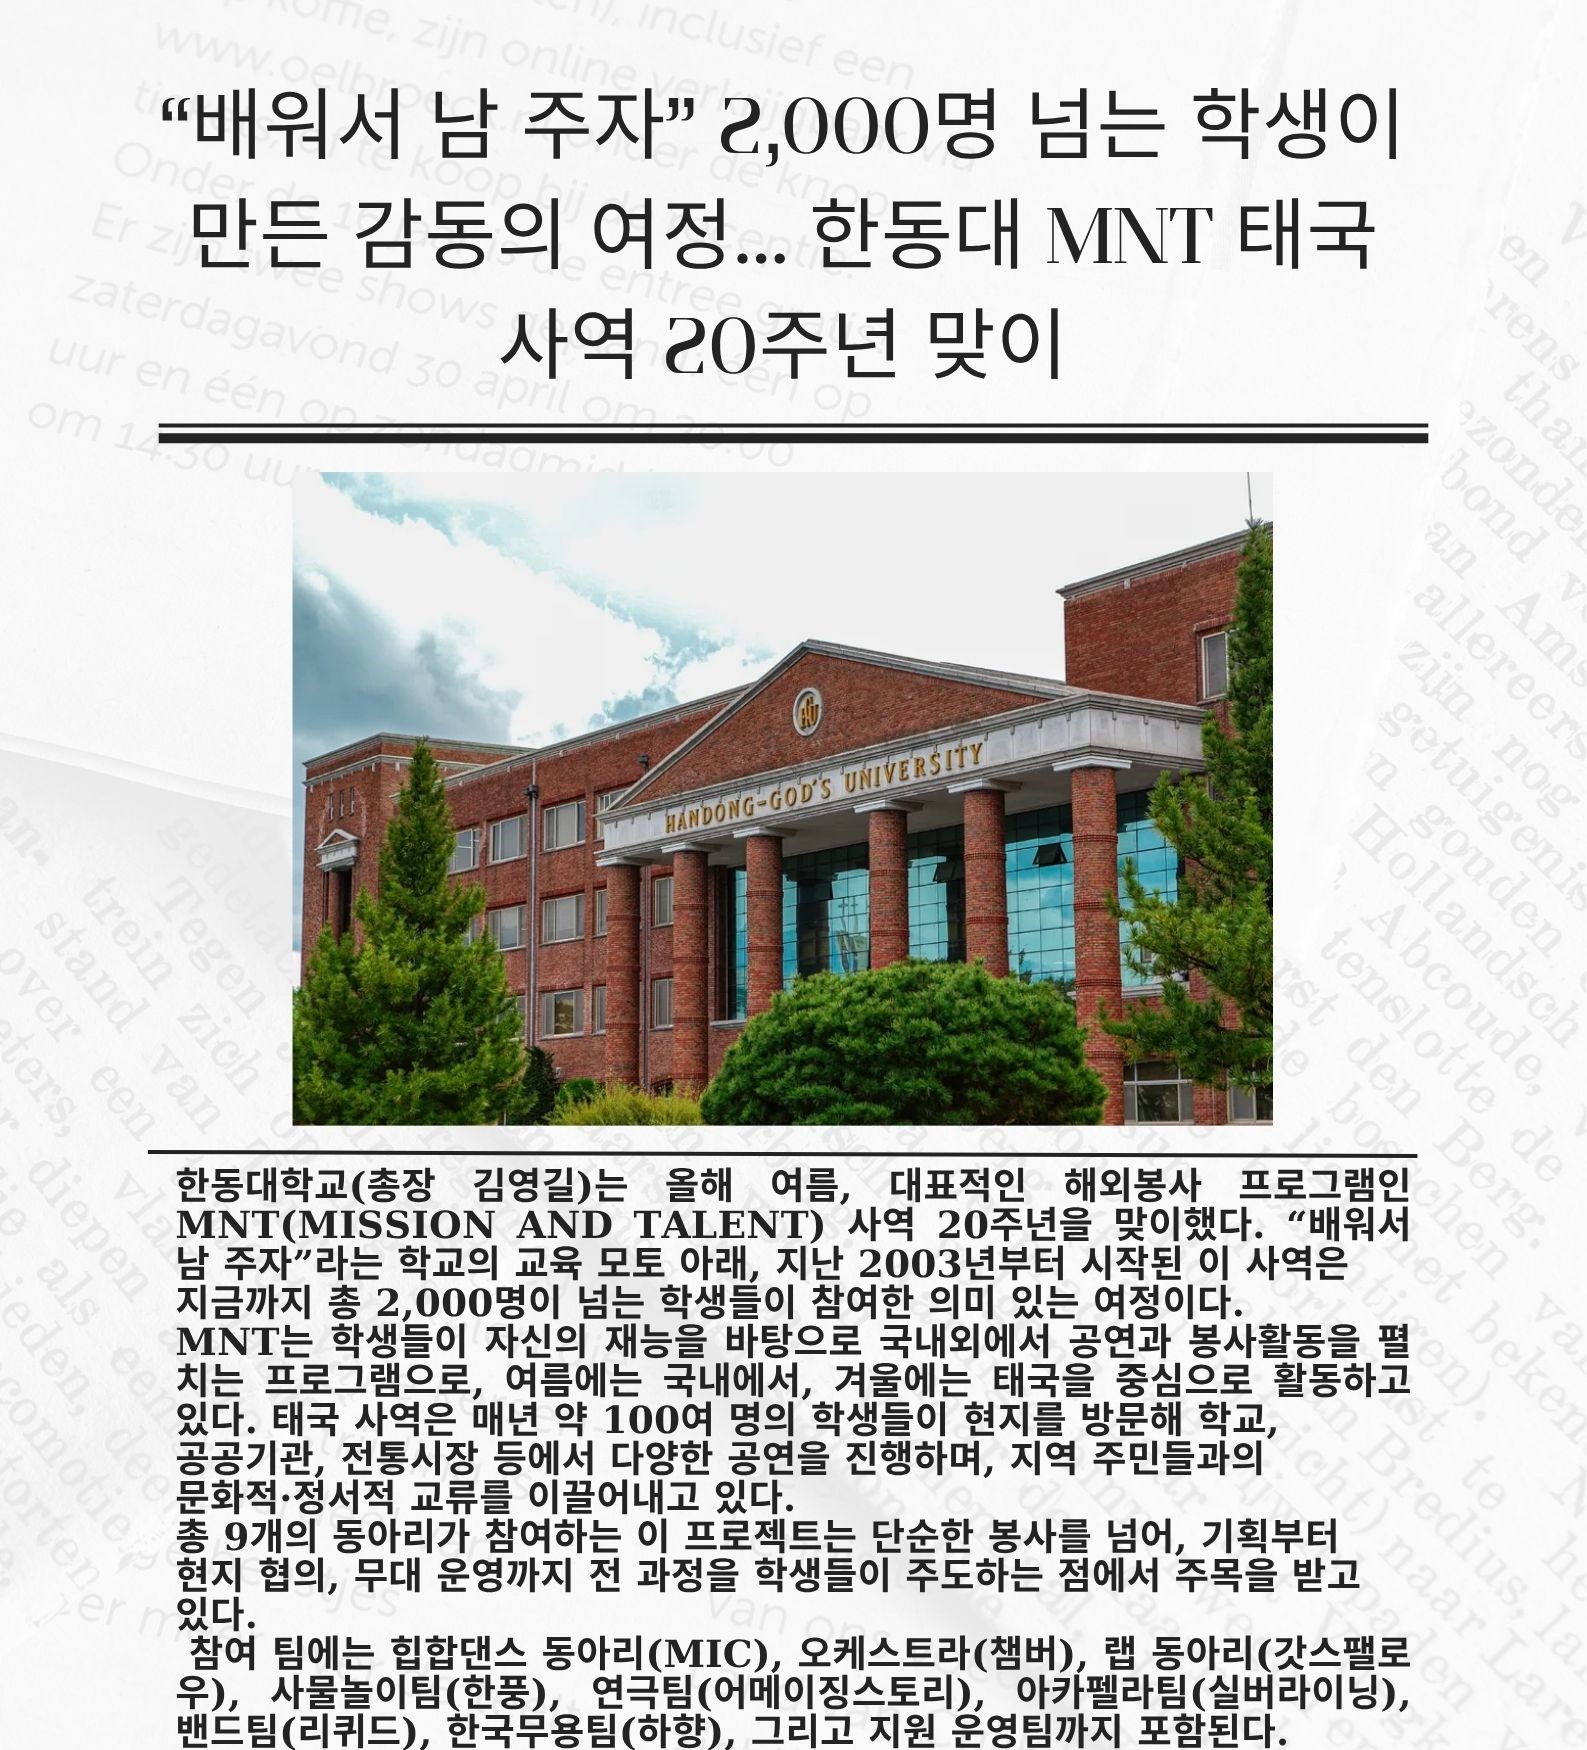 “배워서 남 주자” 2,000명 넘는 학생이
만든 감동의 여정... 한동대 MNT 태국
사역 20주년 맞이
HANDONG-GOD'S UNIVERSITY
한동대학교(총장 김영길)는 올해 여름, 대표적인 해외봉사 프로그램인
MNT(MISSION AND TALENT) 사역 20주년을 맞이했다. “배워서
남 주자”라는 학교의 교육 모토 아래, 지난 2003년부터 시작된 이 사역은
지금까지 총 2,000명이 넘는 학생들이 참여한 의미 있는 여정이다.
MNT는 학생들이 자신의 재능을 바탕으로 국내외에서 공연과 봉사활동을 펼
치는 프로그램으로, 여름에는 국내에서, 겨울에는 태국을 중심으로 활동하고
있다. 태국 사역은 매년 약 100여 명의 학생들이 현지를 방문해 학교,
공공기관, 전통시장 등에서 다양한 공연을 진행하며, 지역 주민들과의
문화적·정서적 교류를 이끌어내고 있다.
총 9개의 동아리가 참여하는 이 프로젝트는 단순한 봉사를 넘어, 기획부터
현지 협의, 무대 운영까지 전 과정을 학생들이 주도하는 점에서 주목을 받고
있다.
참여 팀에는 힙합댄스 동아리(MIC), 오케스트라(챔버), 랩 동아리(갓스팰로
우), 사물놀이팀(한풍), 연극팀(어메이징스토리), 아카펠라팀(실버라이닝),
밴드팀(리퀴드), 한국무용팀(하향), 그리고 지원 운영팀까지 포함된다.